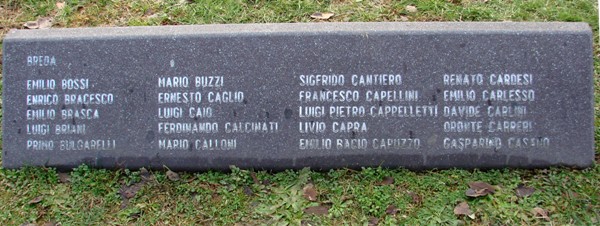 BREDA
EMILIO BOSSI
ENRICO BRACESCO
EMILIO BRASCA
LUIGI BRIANI
PRIMO BULGARELLI
MARIO BUZZI
ERNESTO CAGLIO
LUIGI CAIO
FERDINANDO CALCINATI
MARIO CALLONI
SIGFRIDO CANTIERO
FRANCESCO CAPELLINI
LUIGI PIETRO CAPPELLETTI
LIVIO CAPRA
EMILIO BACIO CAPUZZO
RENATO CARDESI
EMILIO CARLESSO
DAVIDE CARLINI
ORONTE CARRERI
GASPARINO CASANO